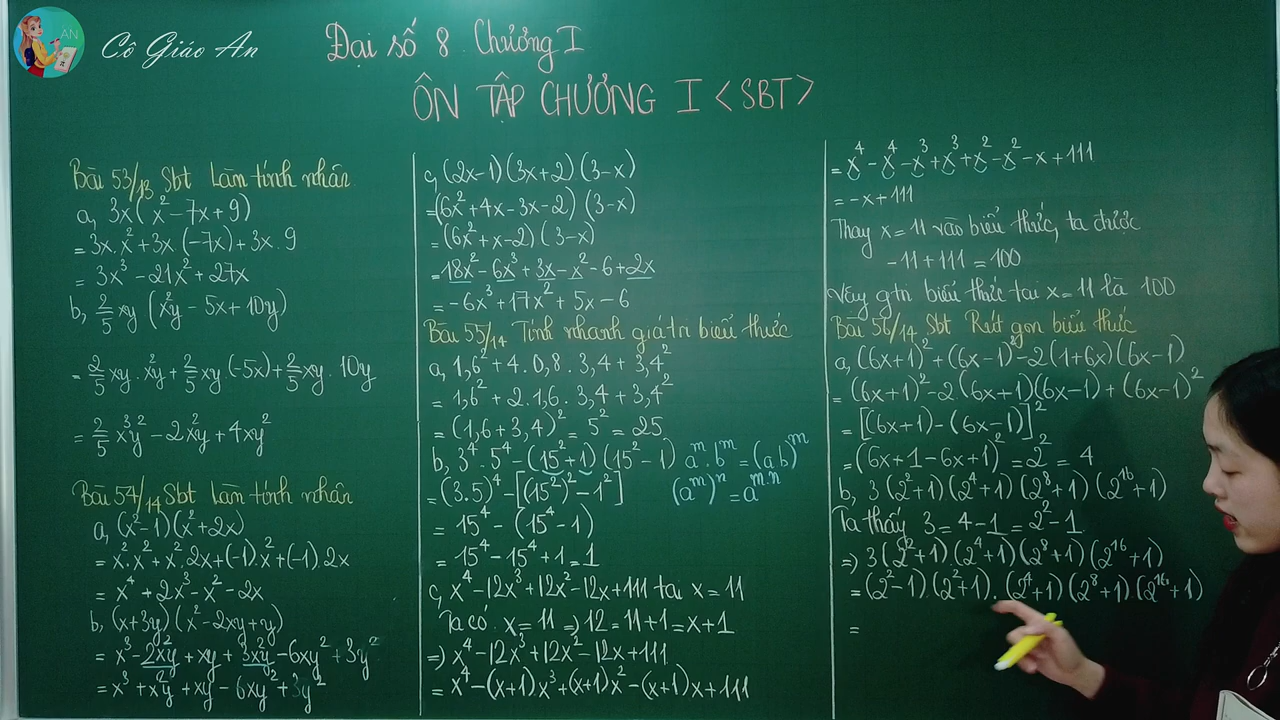 AN
Cô Giáo An
Đại số 8 Chương I
ÔN TẬP CHƯƠNG I <SBT>
Bài 53/13 Sbt Làm tính nhân
a, 3x(x² - 7x + 9)
= 3x.x² + 3x(-7x) + 3x.9
= 3x³ - 21x² + 27x
b, 2/5 xy (x²y - 5x + 10y)
= 2/5 xy.x²y + 2/5 xy.(-5x) + 2/5 xy.10y
= 2/5 x³y² - 2x²y + 4xy²
Bài 54/14 Sbt Làm tính nhân
a, (x²-1)(x²+2x)
= x².x² + x².2x + (-1).x² + (-1).2x
= x⁴ + 2x³ - x² - 2x
b, (x+3y)(x² - 2xy + y)
= x³ - 2x²y + xy + 3x²y - 6xy² + 3y²
= x³ + x²y + xy - 6xy² + 3y²
c, (2x-1)(3x+2)(3-x)
= (6x² + 4x - 3x - 2)(3-x)
= (6x² + x - 2)(3-x)
= 18x² - 6x³ + 3x - x² - 6 + 2x
= -6x³ + 17x² + 5x - 6
Bài 55/14 Tính nhanh giá trị biểu thức
a, 1,6² + 4.0,8.3,4 + 3,4²
= 1,6² + 2.1,6.3,4 + 3,4²
= (1,6 + 3,4)² = 5² = 25
b, 3⁴.5⁴ - (15²+1)(15²-1) aᵐ.bᵐ = (ab)ᵐ
= (3.5)⁴ - [(15²)² - 1²] (aᵐ)ⁿ = aᵐ·ⁿ
= 15⁴ - (15⁴ - 1)
= 15⁴ - 15⁴ + 1 = 1
c, x⁴ - 12x³ + 12x² - 12x + 111 tại x = 11
Ta có x = 11 => 12 = 11 + 1 = x + 1
=> x⁴ - 12x³ + 12x² - 12x + 111
= x⁴ - (x+1)x³ + (x+1)x² - (x+1)x + 111
= x⁴ - x⁴ - x³ + x³ + x² - x² - x + 111
= -x + 111
Thay x = 11 vào biểu thức, ta được
-11 + 111 = 100
Vậy gtri biểu thức tại x = 11 là 100
Bài 56/14 Sbt Rút gọn biểu thức
a, (6x+1)² + (6x-1)² - 2(1+6x)(6x-1)
= (6x+1)² - 2.(6x+1)(6x-1) + (6x-1)²
= [(6x+1) - (6x-1)]²
= (6x+1-6x+1)² = 2² = 4
b, 3(2²+1)(2⁴+1)(2⁸+1)(2¹⁶+1)
Ta thấy 3 = 4 - 1 = 2² - 1
=> 3(2²+1).(2⁴+1)(2⁸+1)(2¹⁶+1)
= (2²-1).(2²+1).(2⁴+1)(2⁸+1)(2¹⁶+1)
=